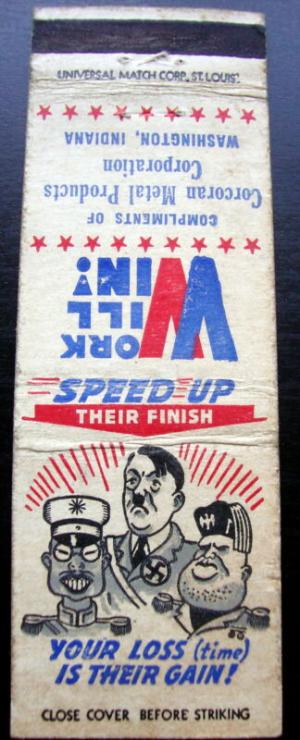 UNIVERSAL MATCH CORP., ST. LOUIS
WORK
WILL
WIN!
COMPLIMENTS OF
Corcoran Metal Products
Corporation
WASHINGTON, INDIANA
SPEED UP
THEIR FINISH
YOUR LOSS (time)
IS THEIR GAIN!
CLOSE COVER BEFORE STRIKING